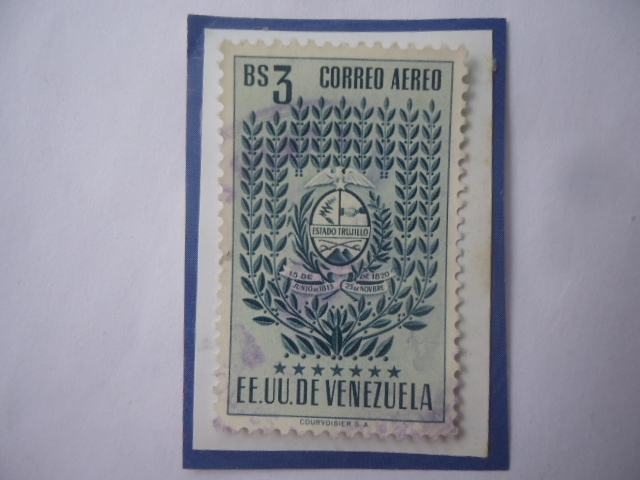 BS 3 CORREO AEREO
ESTADO TRUJILLO
15 DE DE 1820
JUNIO DE 1813 25 DE NOVBRE
EE.UU. DE VENEZUELA
COURVOISIER S.A